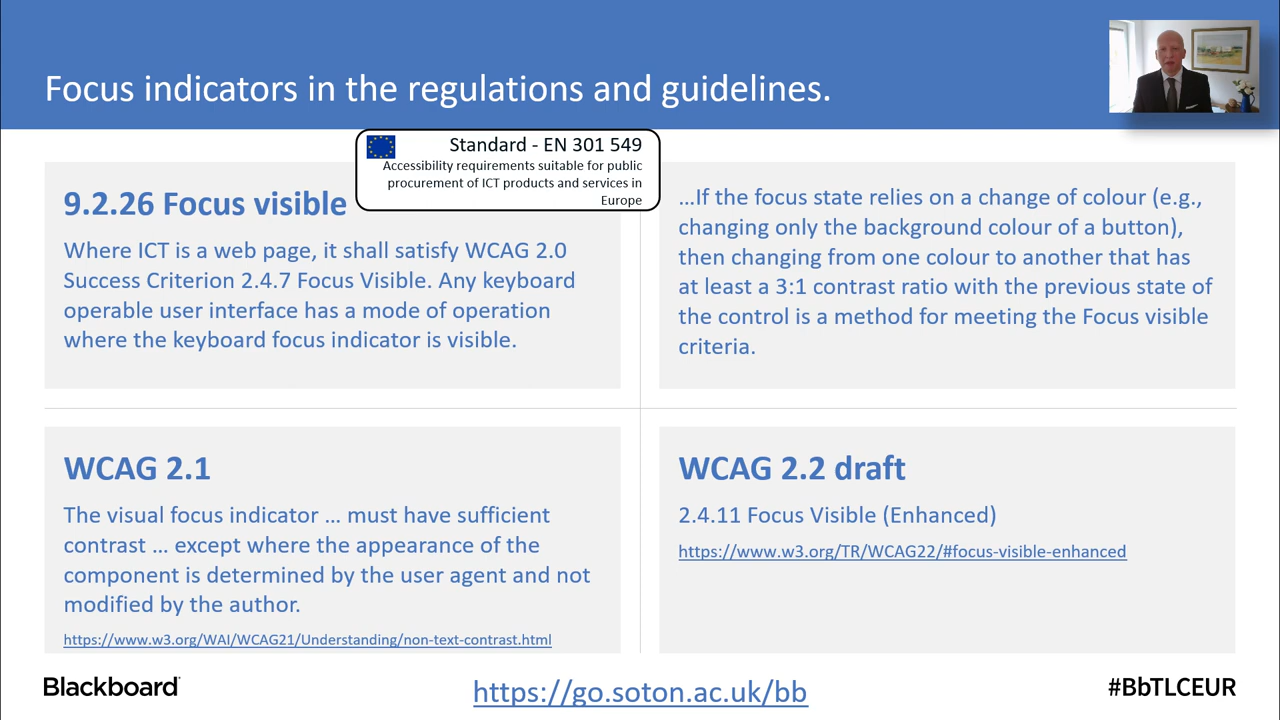 Focus indicators in the regulations and guidelines.
Standard - EN 301 549
Accessibility requirements suitable for public
procurement of ICT products and services in
Europe
9.2.26 Focus visible
Where ICT is a web page, it shall satisfy WCAG 2.0
Success Criterion 2.4.7 Focus Visible. Any keyboard
operable user interface has a mode of operation
where the keyboard focus indicator is visible.
…If the focus state relies on a change of colour (e.g.,
changing only the background colour of a button),
then changing from one colour to another that has
at least a 3:1 contrast ratio with the previous state of
the control is a method for meeting the Focus visible
criteria.
WCAG 2.1
The visual focus indicator … must have sufficient
contrast … except where the appearance of the
component is determined by the user agent and not
modified by the author.
https://www.w3.org/WAI/WCAG21/Understanding/non-text-contrast.html
WCAG 2.2 draft
2.4.11 Focus Visible (Enhanced)
https://www.w3.org/TR/WCAG22/#focus-visible-enhanced
Blackboard
https://go.soton.ac.uk/bb
#BbTLCEUR